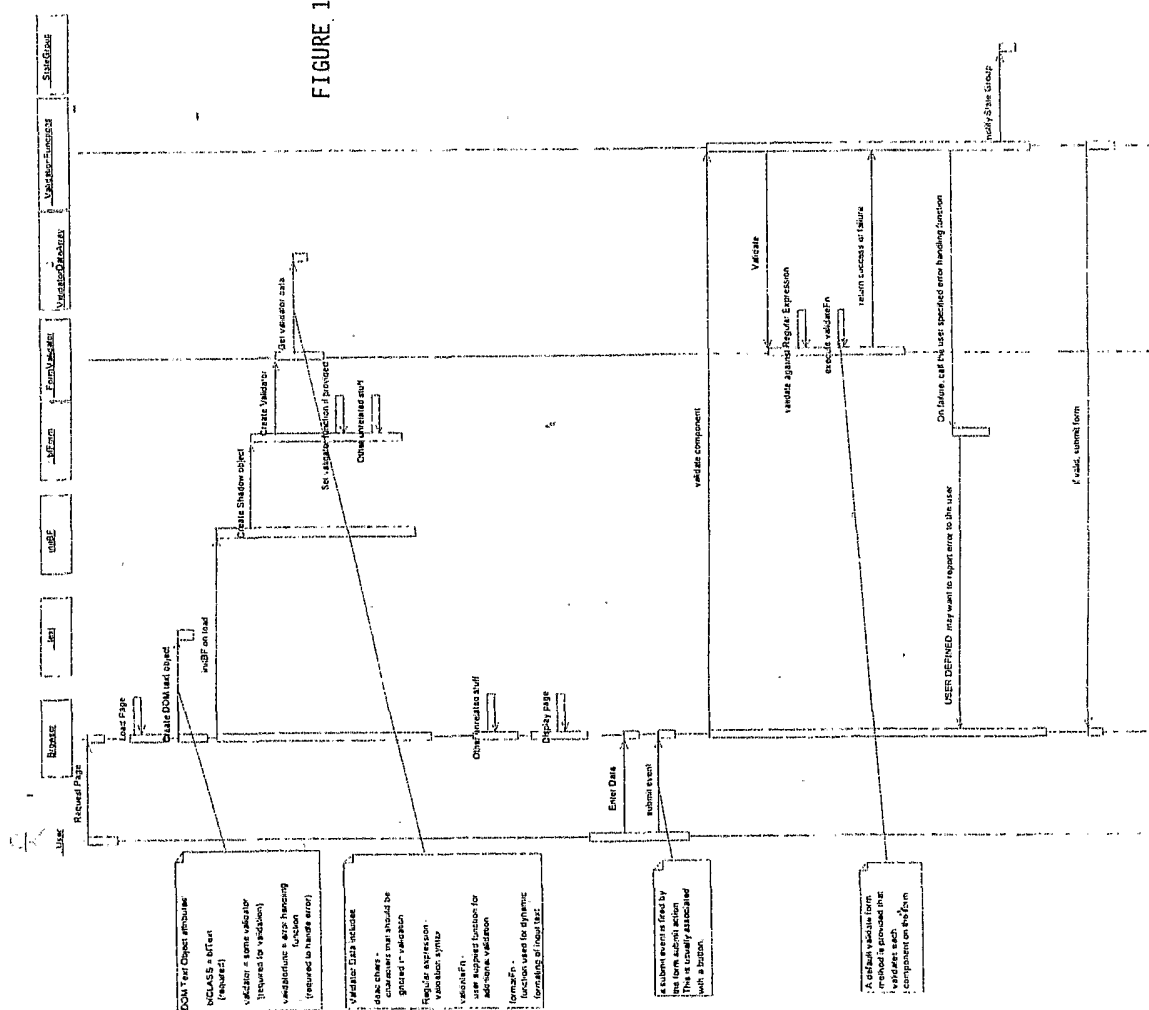 FIGURE 1
User
Browser
text
initBF
bfForm
FormValidator
ValidatorDataArray
ValidatorFunctions
StateGroup
Request Page
Load Page
Create DOM text object
initBF on load
Create Shadow object
Create Validator
Get validator data
Set validator function if provided
Other unrelated stuff
Other unrelated stuff
Display page
Enter Data
submit event
validate component
Validate
validate against Regular Expression
execute validateFn
return success or failure
On failure, call the user specified error handling function
USER DEFINED may want to report error to the user
notify State Group
if valid, submit form
DOM Text Object attributes
bfCLASS = bfText
(required)
validator = some validator
(required for validation)
validatorfunc = error handling
function
(required to handle error)
Validator Data includes
dead chars -
characters that should be
ignored in validation
Regular expression -
validation syntax
validateFn -
user supplied function for
additional validation
formatFn -
function used for dynamic
formatting of input text
a submit event is fired by
the form submit action
This is usually associated
with a button.
A default validate form
method is provided that
validates each
component on the form